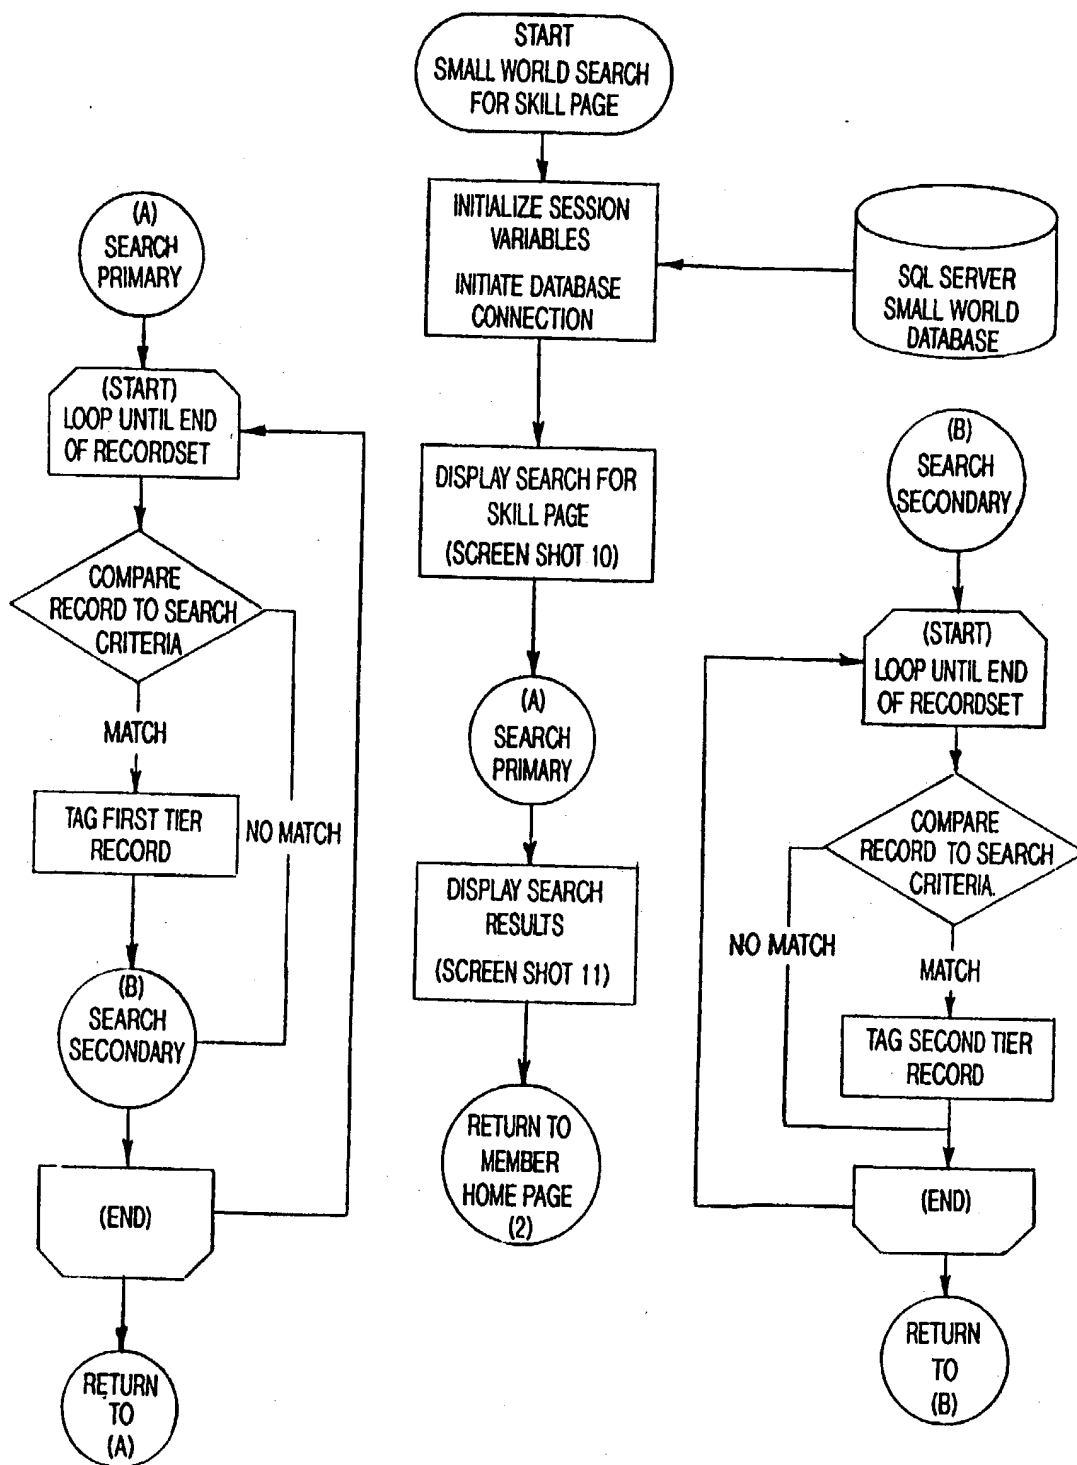 START
SMALL WORLD SEARCH
FOR SKILL PAGE
INITIALIZE SESSION
VARIABLES
INITIATE DATABASE
CONNECTION
SQL SERVER
SMALL WORLD
DATABASE
DISPLAY SEARCH FOR
SKILL PAGE
(SCREEN SHOT 10)
(A)
SEARCH
PRIMARY
DISPLAY SEARCH
RESULTS
(SCREEN SHOT 11)
RETURN TO
MEMBER
HOME PAGE
(2)
(A)
SEARCH
PRIMARY
(START)
LOOP UNTIL END
OF RECORDSET
COMPARE
RECORD TO SEARCH
CRITERIA
MATCH
NO MATCH
TAG FIRST TIER
RECORD
(B)
SEARCH
SECONDARY
(END)
RETURN
TO
(A)
(B)
SEARCH
SECONDARY
(START)
LOOP UNTIL END
OF RECORDSET
COMPARE
RECORD TO SEARCH
CRITERIA.
NO MATCH
MATCH
TAG SECOND TIER
RECORD
(END)
RETURN
TO
(B)